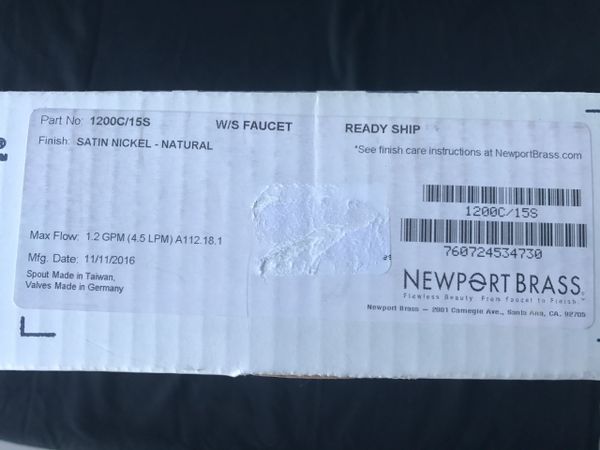 Part No: 1200C/15S W/S FAUCET READY SHIP
Finish: SATIN NICKEL - NATURAL *See finish care instructions at NewportBrass.com
1200C/15S
760724534730
Max Flow: 1.2 GPM (4.5 LPM) A112.18.1
Mfg. Date: 11/11/2016
Spout Made in Taiwan,
Valves Made in Germany
NEWPORT BRASS
Flawless Beauty. From Faucet to Finish.™
Newport Brass — 2001 Carnegie Ave., Santa Ana, CA. 92705